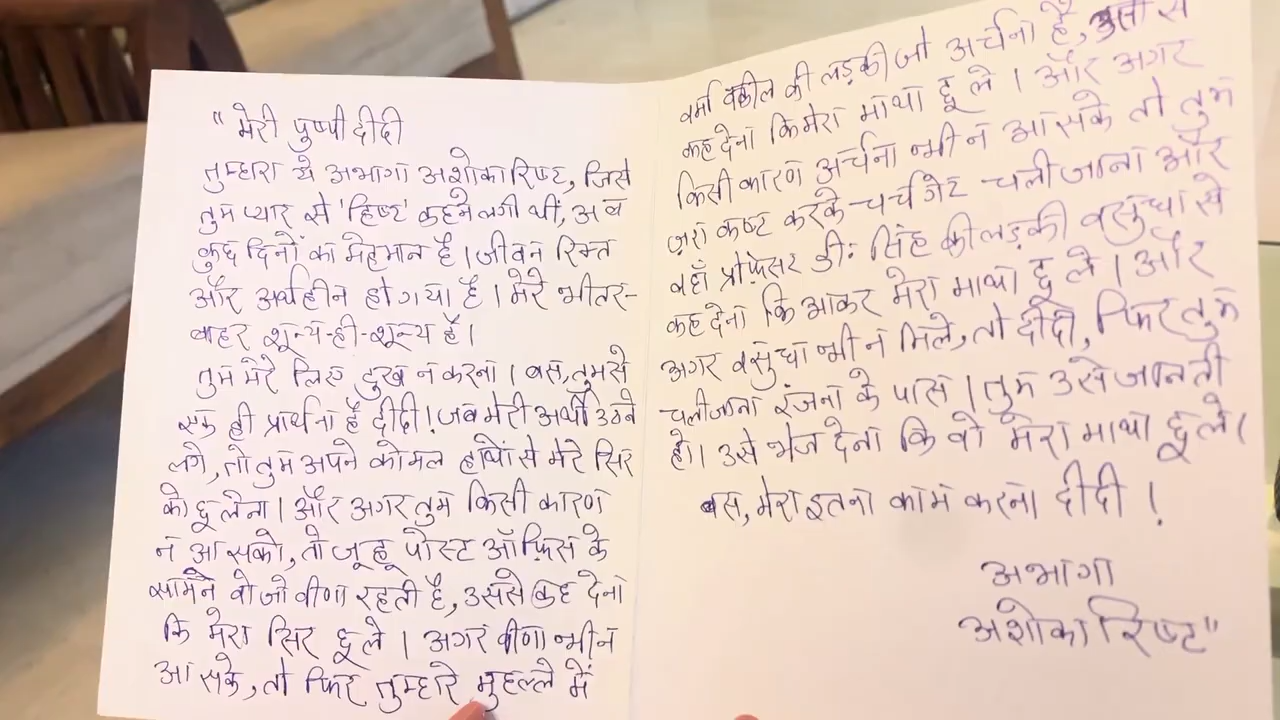 "मेरी पुष्पी दीदी
तुम्हारा ये अभागा अशोकारिष्ट, जिसे
तुम प्यार से 'हिष्ट' कहने लगी थीं, अब
कुछ दिनों का मेहमान है। जीवन रिक्त
और अर्थहीन हो गया है। मेरे भीतर-
बाहर शून्य-ही-शून्य है।
तुम मेरे लिए दुख न करना। बस, तुमसे
एक ही प्रार्थना है दीदी! जब मेरी अर्थी उठने
लगे, तो तुम अपने कोमल हाथों से मेरे सिर
को छू लेना। और अगर तुम किसी कारण
न आ सको, तो जूहू पोस्ट ऑफ़िस के
सामने वो जो वीणा रहती है, उससे कह देना
कि मेरा सिर छू ले। अगर वीणा भी न
आ सके, तो फिर तुम्हारे मुहल्ले में
वर्मा वकील की लड़की जो अर्चना है, उसी से
कह देना कि मेरा माथा छू ले। और अगर
किसी कारण अर्चना भी न आ सके तो तुम
ज़रा कष्ट करके चर्चगेट चली जाना और
वहाँ प्रोफ़ेसर डी: सिंह की लड़की वसुधा से
कह देना कि आकर मेरा माथा छू ले। और
अगर वसुधा भी न मिले, तो दीदी, फिर तुम
चली जाना रंजना के पास। तुम उसे जानती
हो। उसे भेज देना कि वो मेरा माथा छू ले।
बस, मेरा इतना काम करना दीदी!
अभागा
अशोकारिष्ट"